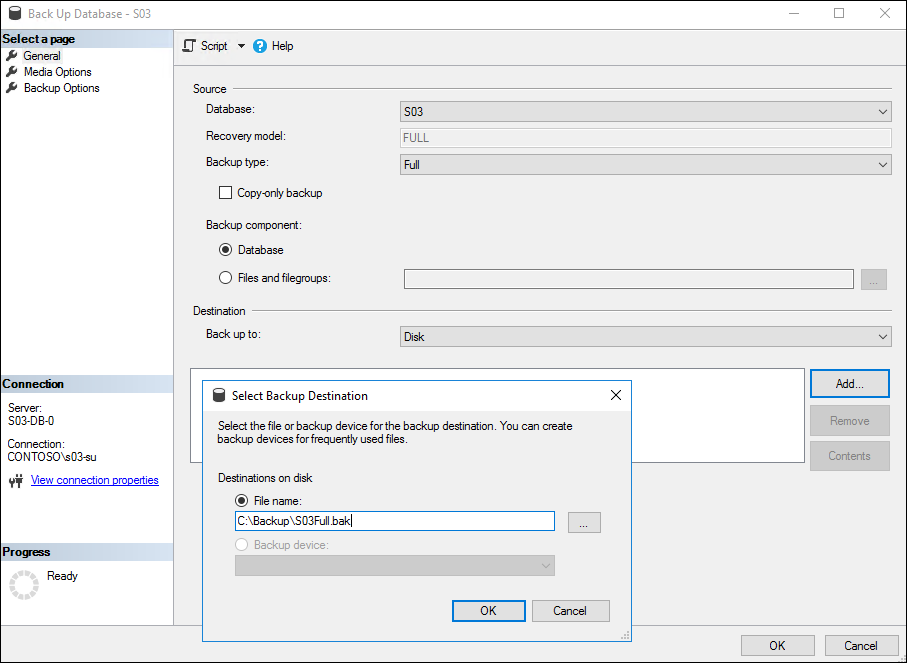 Back Up Database - S03
Select a page
General
Media Options
Backup Options
Script
Help
Source
Database:
S03
Recovery model:
FULL
Backup type:
Full
Copy-only backup
Backup component:
Database
Files and filegroups:
...
Destination
Back up to:
Disk
Add...
Remove
Contents
Select Backup Destination
Select the file or backup device for the backup destination. You can create
backup devices for frequently used files.
Destinations on disk
File name:
C:\Backup\S03Full.bak
...
Backup device:
OK
Cancel
Connection
Server:
S03-DB-0
Connection:
CONTOSO\s03-su
View connection properties
Progress
Ready
OK
Cancel